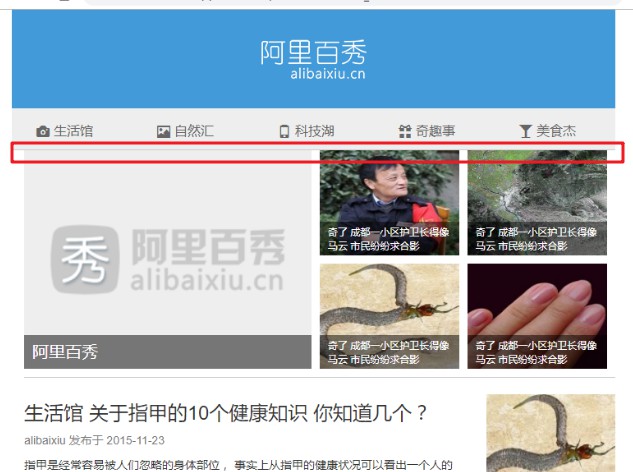 阿里百秀
alibaixiu.cn
生活馆 自然汇 科技湖 奇趣事 美食杰
秀 阿里百秀
alibaixiu.cn
阿里百秀
奇了 成都一小区护卫长得像
马云 市民纷纷求合影
奇了 成都一小区护卫长得像
马云 市民纷纷求合影
奇了 成都一小区护卫长得像
马云 市民纷纷求合影
奇了 成都一小区护卫长得像
马云 市民纷纷求合影
生活馆 关于指甲的10个健康知识 你知道几个？
alibaixiu 发布于 2015-11-23
指甲是经常容易被人们忽略的身体部位， 事实上从指甲的健康状况可以看出一个人的